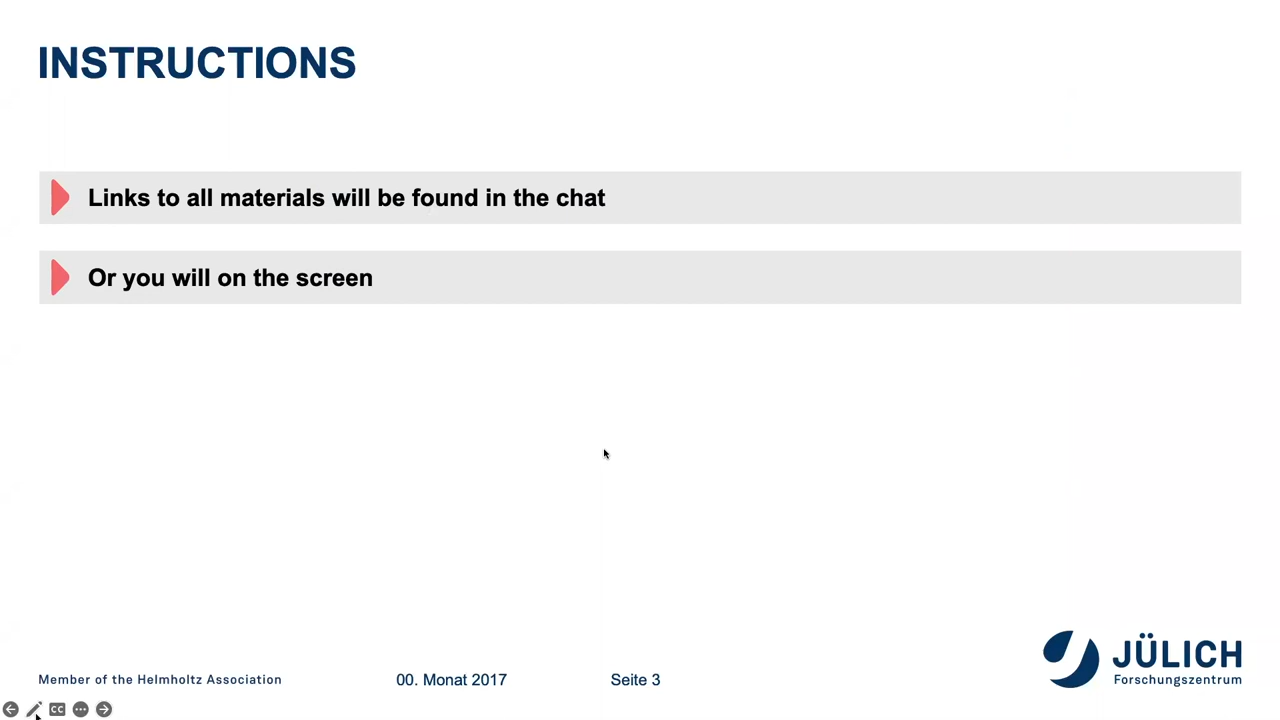 INSTRUCTIONS
Links to all materials will be found in the chat
Or you will on the screen
JÜLICH
Forschungszentrum
Member of the Helmholtz Association
00. Monat 2017
Seite 3
CC